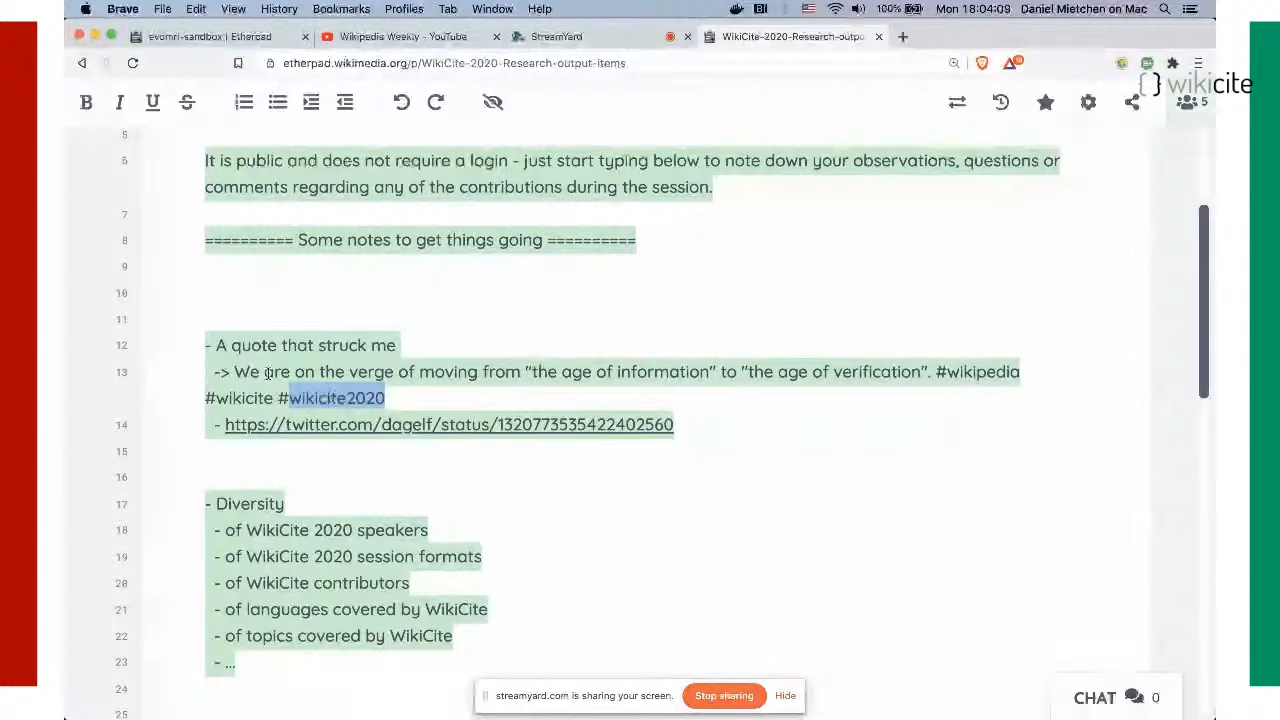 Brave File Edit View History Bookmarks Profiles Tab Window Help 100% Mon 18:04:09 Daniel Mietchen on Mac
evomri-sandbox | Etherpad Wikipedia Weekly - YouTube StreamYard WikiCite-2020-Research-outpu
etherpad.wikimedia.org/p/WikiCite-2020-Research-output-items
{ } wikicite
B I U S 5
5
6 It is public and does not require a login - just start typing below to note down your observations, questions or
comments regarding any of the contributions during the session.
7
8 ========== Some notes to get things going ==========
9
10
11
12 - A quote that struck me
13 -> We are on the verge of moving from "the age of information" to "the age of verification". #wikipedia
#wikicite #wikicite2020
14 - https://twitter.com/dagelf/status/1320773535422402560
15
16
17 - Diversity
18 - of WikiCite 2020 speakers
19 - of WikiCite 2020 session formats
20 - of WikiCite contributors
21 - of languages covered by WikiCite
22 - of topics covered by WikiCite
23 - ...
24
25
streamyard.com is sharing your screen. Stop sharing Hide
CHAT 0